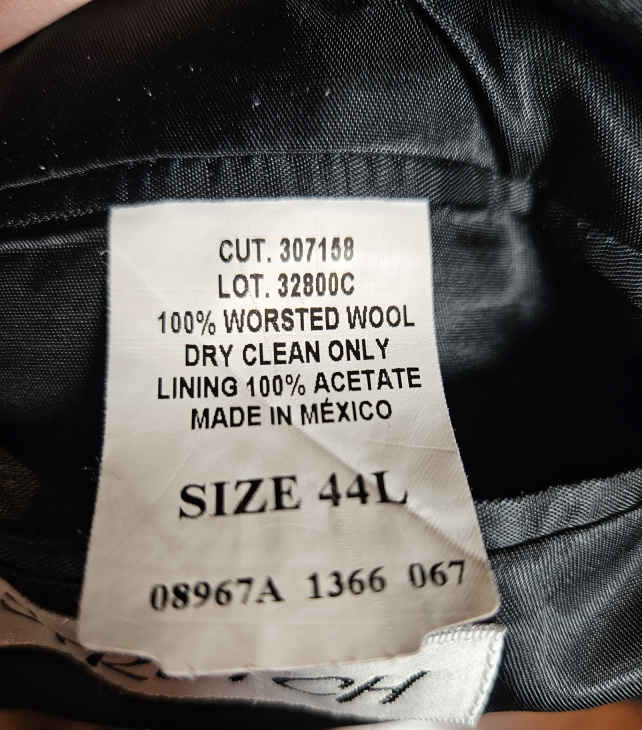 CUT. 307158
LOT. 32800C
100% WORSTED WOOL
DRY CLEAN ONLY
LINING 100% ACETATE
MADE IN MÉXICO
SIZE 44L
08967A 1366 067